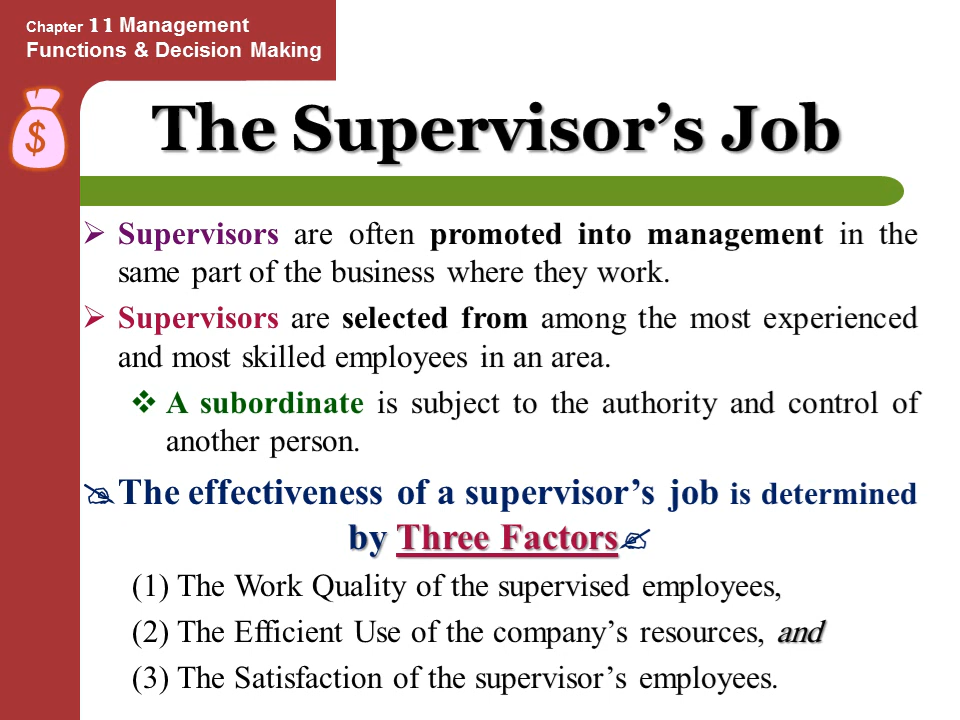 Chapter 11 Management
Functions & Decision Making
$
The Supervisor’s Job
Supervisors are often promoted into management in the
same part of the business where they work.
Supervisors are selected from among the most experienced
and most skilled employees in an area.
A subordinate is subject to the authority and control of
another person.
The effectiveness of a supervisor’s job is determined
by Three Factors
(1) The Work Quality of the supervised employees,
(2) The Efficient Use of the company’s resources, and
(3) The Satisfaction of the supervisor’s employees.